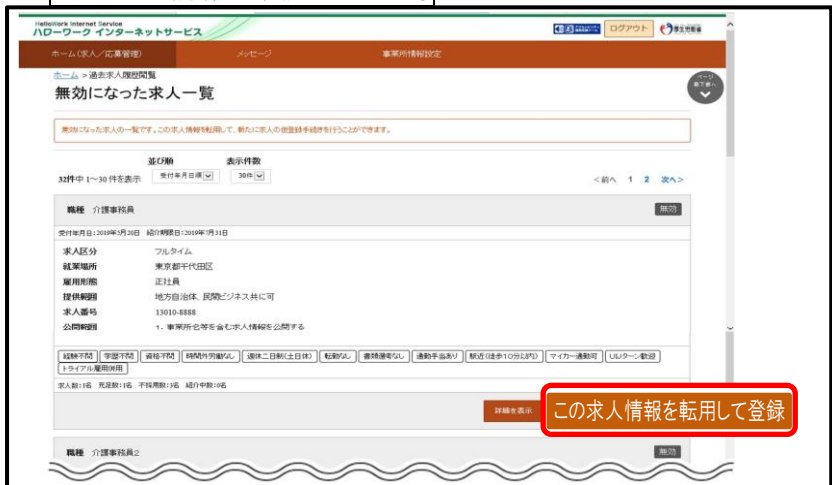 HelloWork Internet Service
ハローワーク インターネットサービス
ログアウト
厚生労働省
ホーム(求人/応募管理) メッセージ 事業所情報設定
ホーム > 過去求人履歴閲覧
無効になった求人一覧
ページ
最下部へ
無効になった求人の一覧です。この求人情報を転用して、新たに求人の仮登録手続きを行うことができます。
並び順 表示件数
32件中 1～30 件を表示 受付年月日順 30件 <前へ 1 2 次へ>
職種 介護事務員 無効
受付年月日:2019年5月20日 紹介期限日:2019年7月31日
求人区分 フルタイム
就業場所 東京都千代田区
雇用形態 正社員
提供範囲 地方自治体、民間ビジネス共に可
求人番号 13010-8888
公開範囲 1. 事業所名等を含む求人情報を公開する
経験不問 学歴不問 資格不問 時間外労働なし 週休二日制(土日休) 転勤なし 書類選考なし 通勤手当あり 駅近(徒歩10分以内) マイカー通勤可 UIJターン歓迎
トライアル雇用併用
求人数:1名 充足数:1名 不採用数:3名 紹介中数:0名
詳細を表示 この求人情報を転用して登録
職種 介護事務員2 無効